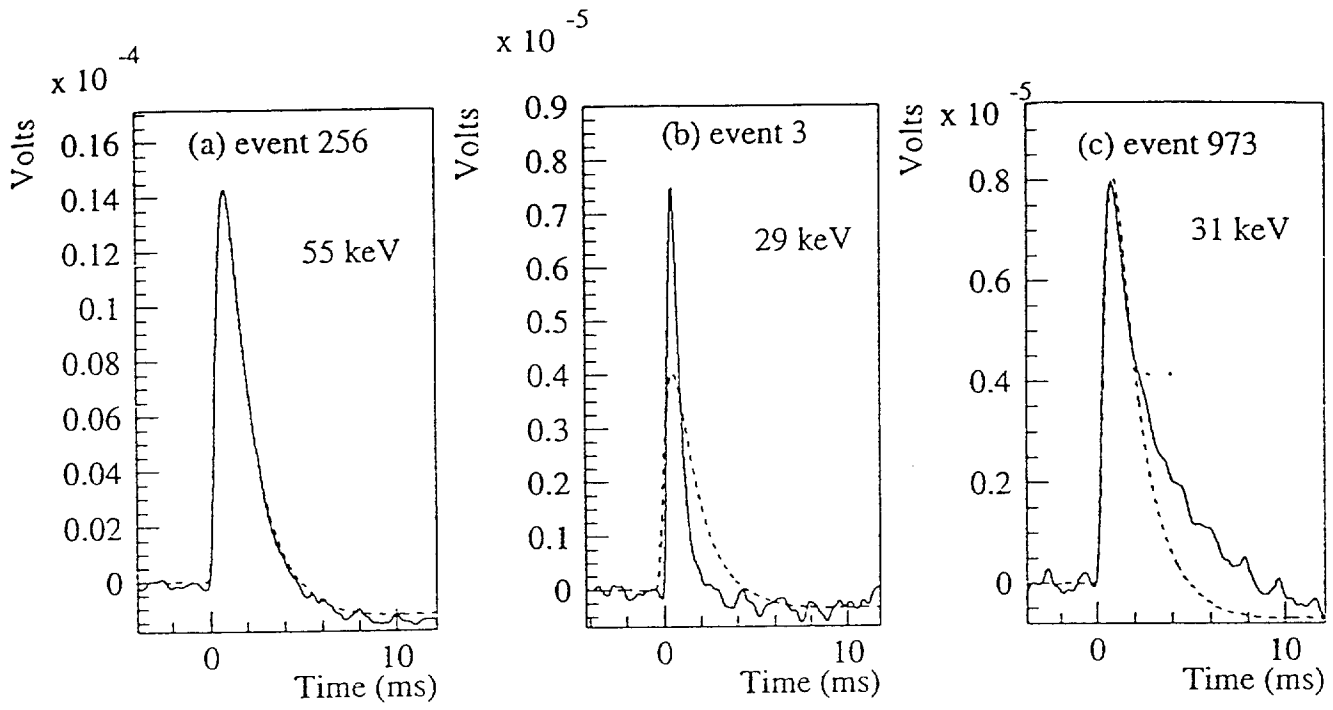 x 10 -4
Volts
(a) event 256
55 keV
0.16
0.14
0.12
0.1
0.08
0.06
0.04
0.02
0
0
10
Time (ms)
x 10 -5
Volts
(b) event 3
29 keV
0.9
0.8
0.7
0.6
0.5
0.4
0.3
0.2
0.1
0
0
10
Time (ms)
x 10 -5
Volts
(c) event 973
31 keV
0.8
0.6
0.4
0.2
0
0
10
Time (ms)